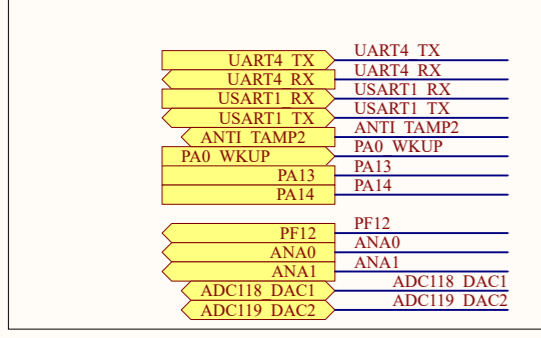 UART4_TX UART4_TX
UART4_RX UART4_RX
USART1_RX USART1_RX
USART1_TX USART1_TX
ANTI_TAMP2 ANTI_TAMP2
PA0_WKUP PA0_WKUP
PA13 PA13
PA14 PA14
PF12 PF12
ANA0 ANA0
ANA1 ANA1
ADC118_DAC1 ADC118_DAC1
ADC119_DAC2 ADC119_DAC2